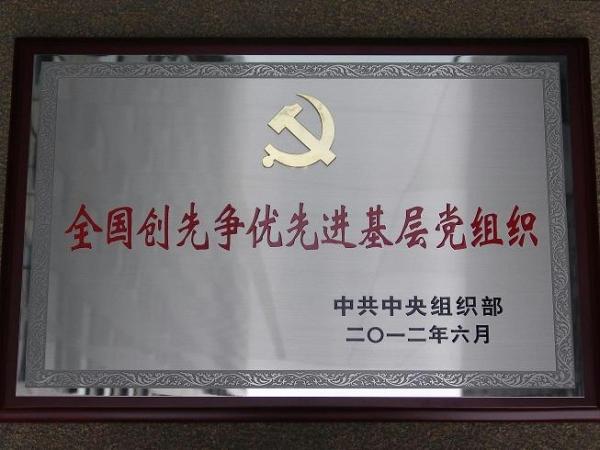 全国创先争优先进基层党组织
中共中央组织部
二〇一二年六月